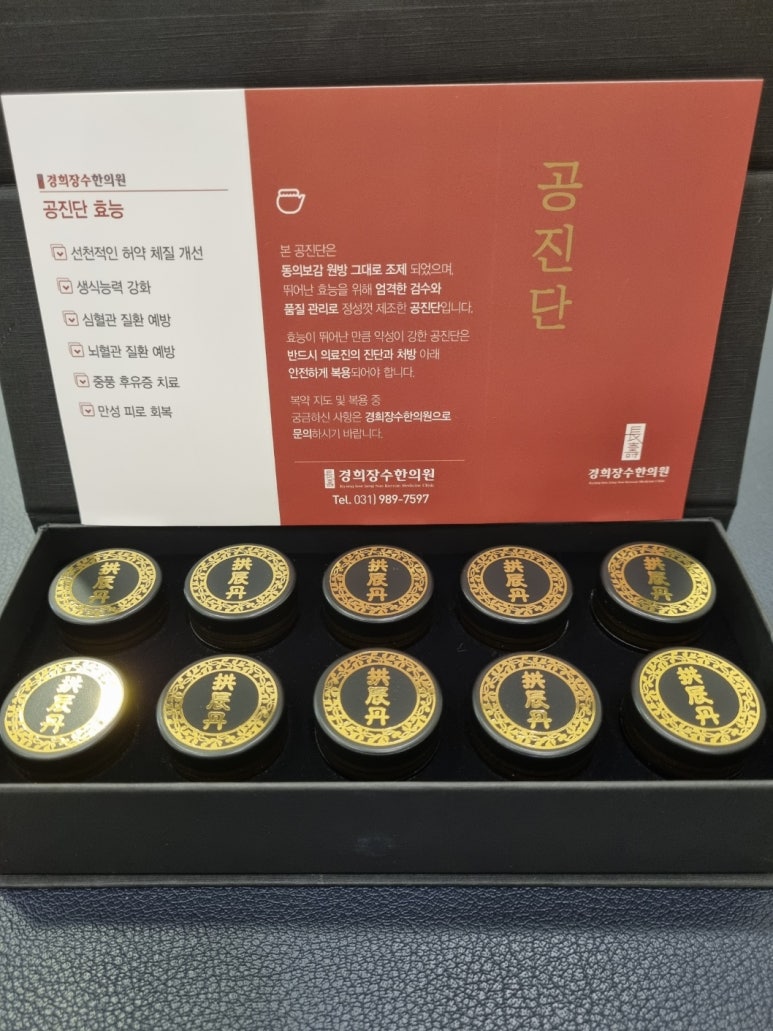 경희장수한의원
공진단 효능
선천적인 허약 체질 개선
생식능력 강화
심혈관 질환 예방
뇌혈관 질환 예방
중풍 후유증 치료
만성 피로 회복
본 공진단은
동의보감 원방 그대로 조제 되었으며,
뛰어난 효능을 위해 엄격한 검수와
품질 관리로 정성껏 제조한 공진단입니다.
효능이 뛰어난 만큼 약성이 강한 공진단은
반드시 의료진의 진단과 처방 아래
안전하게 복용되어야 합니다.
복약 지도 및 복용 중
궁금하신 사항은 경희장수한의원으로
문의하시기 바랍니다.
경희장수한의원
Tel. 031) 989-7597
공진단
長壽
경희장수한의원
拱辰丹
拱辰丹
拱辰丹
拱辰丹
拱辰丹
拱辰丹
拱辰丹
拱辰丹
拱辰丹
拱辰丹